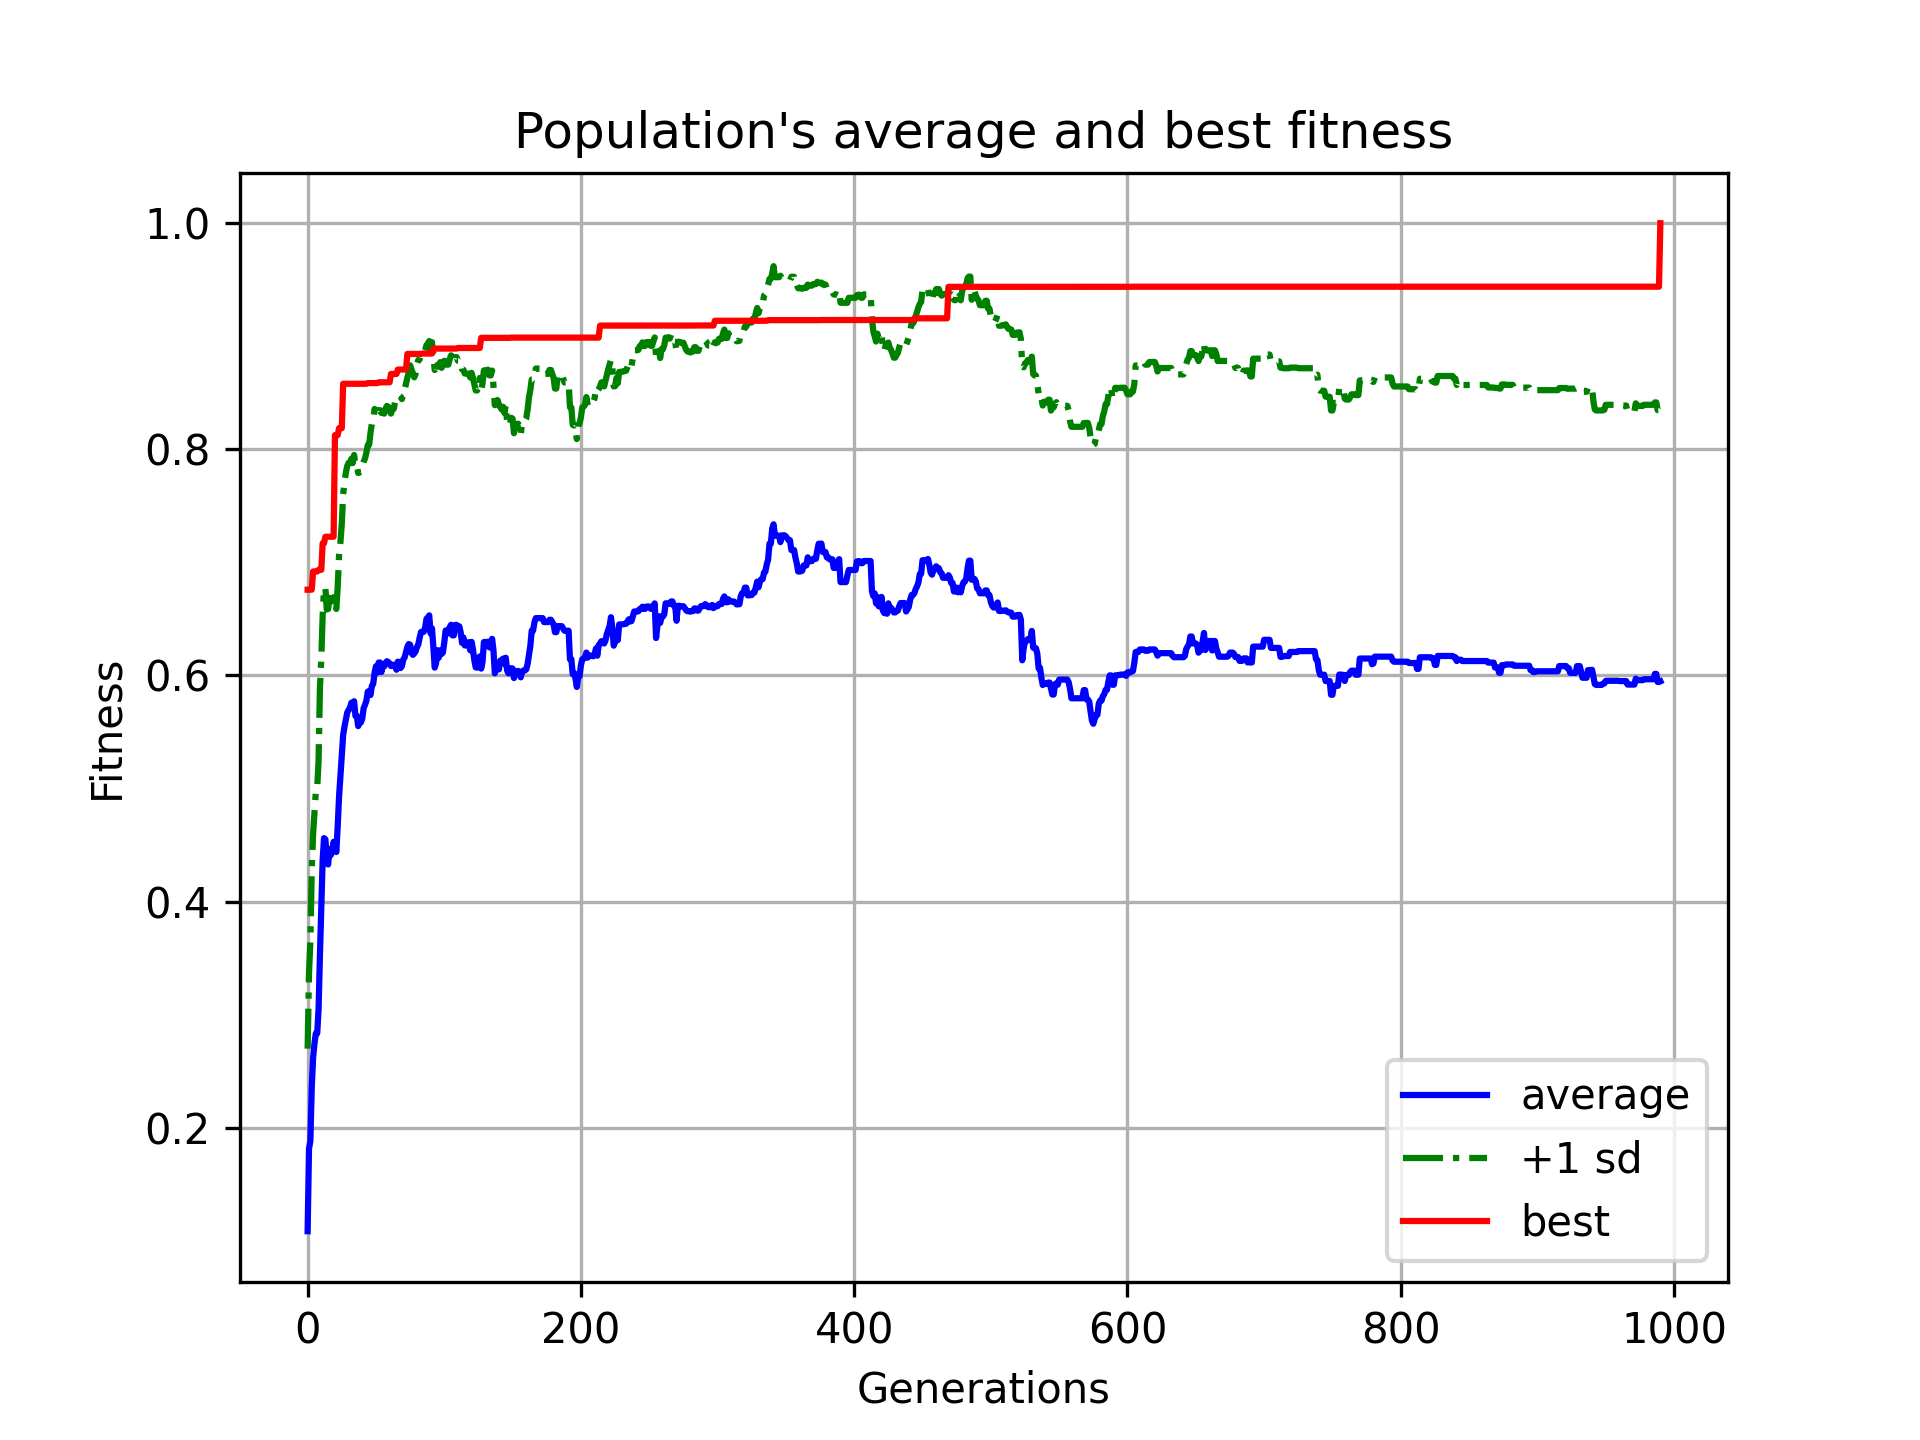 Population's average and best fitness
1.0
0.8
0.6
0.4
0.2
Fitness
0 200 400 600 800 1000
Generations
average
+1 sd
best